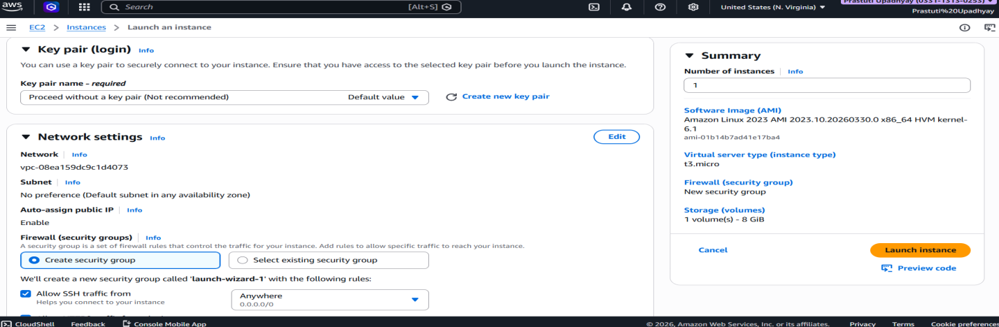 aws
Search
[Alt+S]
United States (N. Virginia)
Prastuti Upadhyay (0331-1313-0253)
Prastuti%20Upadhyay
EC2 > Instances > Launch an instance
Key pair (login) Info
You can use a key pair to securely connect to your instance. Ensure that you have access to the selected key pair before you launch the instance.
Key pair name – required
Proceed without a key pair (Not recommended) Default value
Create new key pair
Network settings Info
Edit
Network Info
vpc-08ea159dc9c1d4073
Subnet Info
No preference (Default subnet in any availability zone)
Auto-assign public IP Info
Enable
Firewall (security groups) Info
A security group is a set of firewall rules that control the traffic for your instance. Add rules to allow specific traffic to reach your instance.
Create security group
Select existing security group
We'll create a new security group called 'launch-wizard-1' with the following rules:
Allow SSH traffic from
Helps you connect to your instance
Anywhere
0.0.0.0/0
Summary
Number of instances Info
1
Software Image (AMI)
Amazon Linux 2023 AMI 2023.10.20260330.0 x86_64 HVM kernel-
6.1
ami-01b14b7ad41e17ba4
Virtual server type (instance type)
t3.micro
Firewall (security group)
New security group
Storage (volumes)
1 volume(s) - 8 GiB
Cancel
Launch instance
Preview code
CloudShell Feedback Console Mobile App
© 2026, Amazon Web Services, Inc. or its affiliates. Privacy Terms Cookie preferences